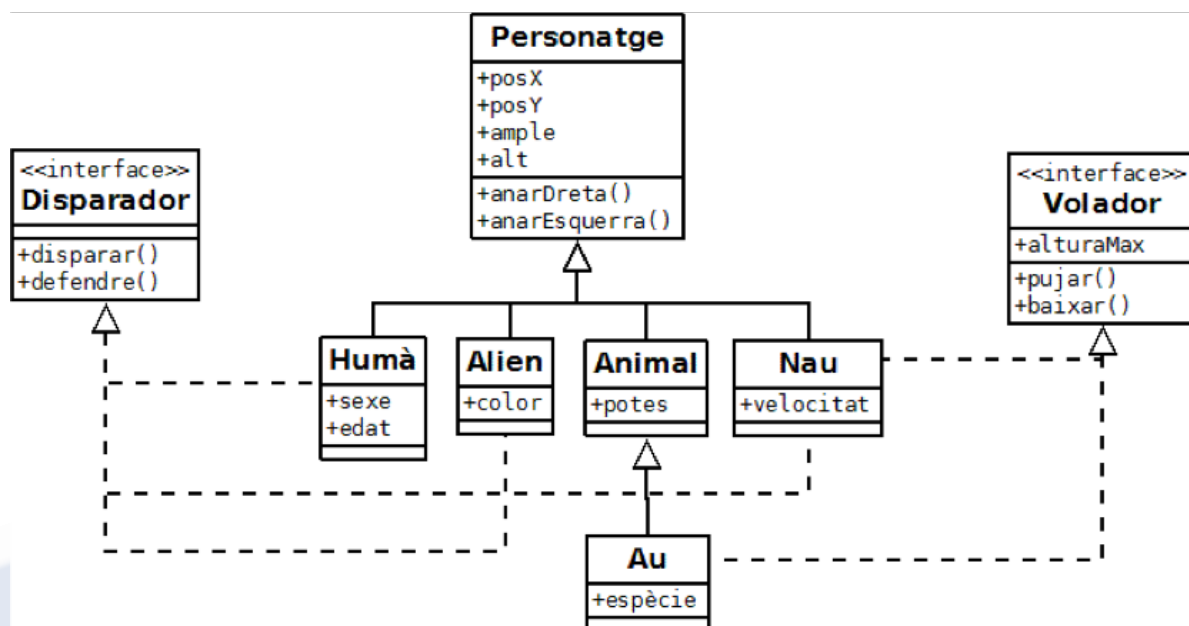 Personatge
+posX
+posY
+ample
+alt
+anarDreta()
+anarEsquerra()
<<interface>>
Disparador
+disparar()
+defendre()
<<interface>>
Volador
+alturaMax
+pujar()
+baixar()
Humà
+sexe
+edat
Alien
+color
Animal
+potes
Nau
+velocitat
Au
+espècie